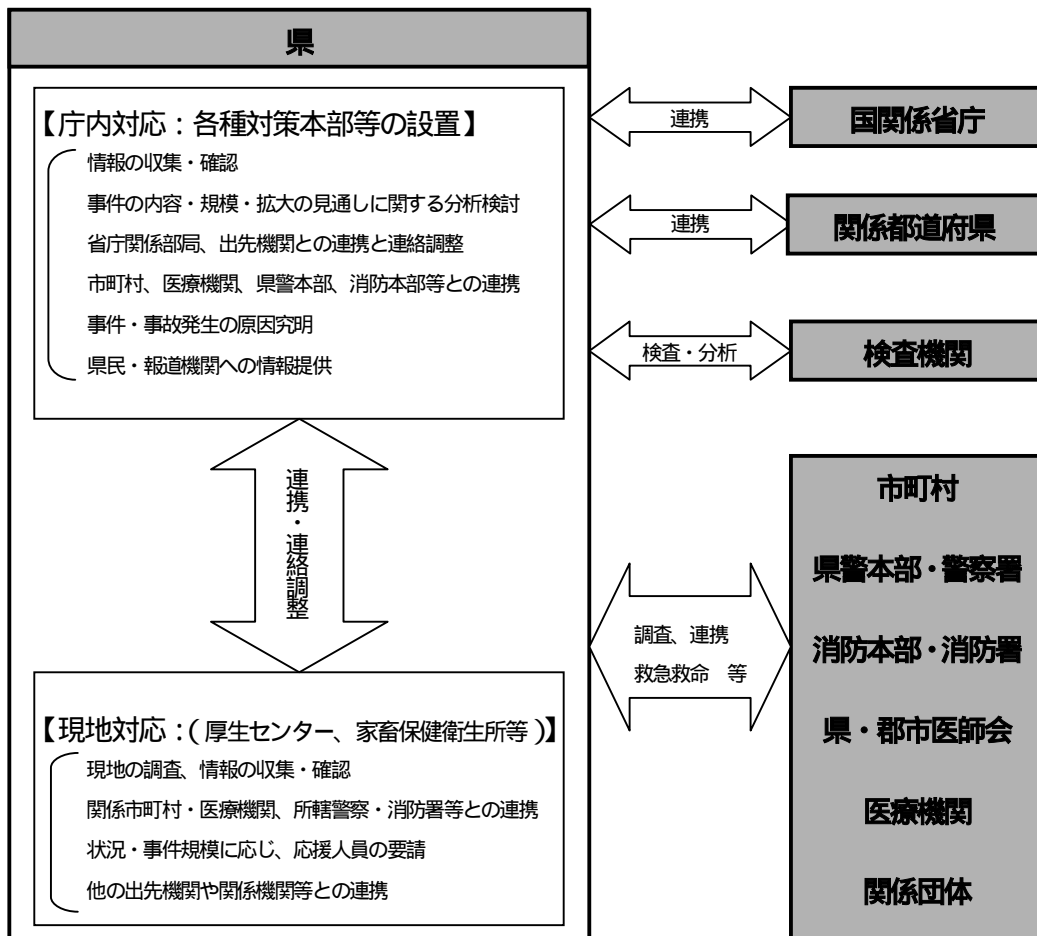 県
【庁内対応：各種対策本部等の設置】
情報の収集・確認
事件の内容・規模・拡大の見通しに関する分析検討
省庁関係部局、出先機関との連携と連絡調整
市町村、医療機関、県警本部、消防本部等との連携
事件・事故発生の原因究明
県民・報道機関への情報提供
連携・連絡調整
【現地対応：（厚生センター、家畜保健衛生所等）】
現地の調査、情報の収集・確認
関係市町村・医療機関、所轄警察・消防署等との連携
状況・事件規模に応じ、応援人員の要請
他の出先機関や関係機関等との連携
連携
国関係省庁
連携
関係都道府県
検査・分析
検査機関
調査、連携
救急救命　等
市町村
県警本部・警察署
消防本部・消防署
県・郡市医師会
医療機関
関係団体